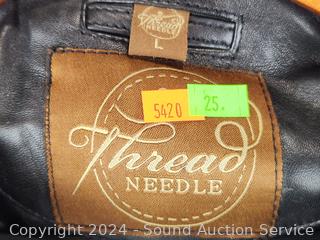 Thread
NEEDLE
L
5420
25.
Thread
NEEDLE
Copyright 2024 - Sound Auction Service